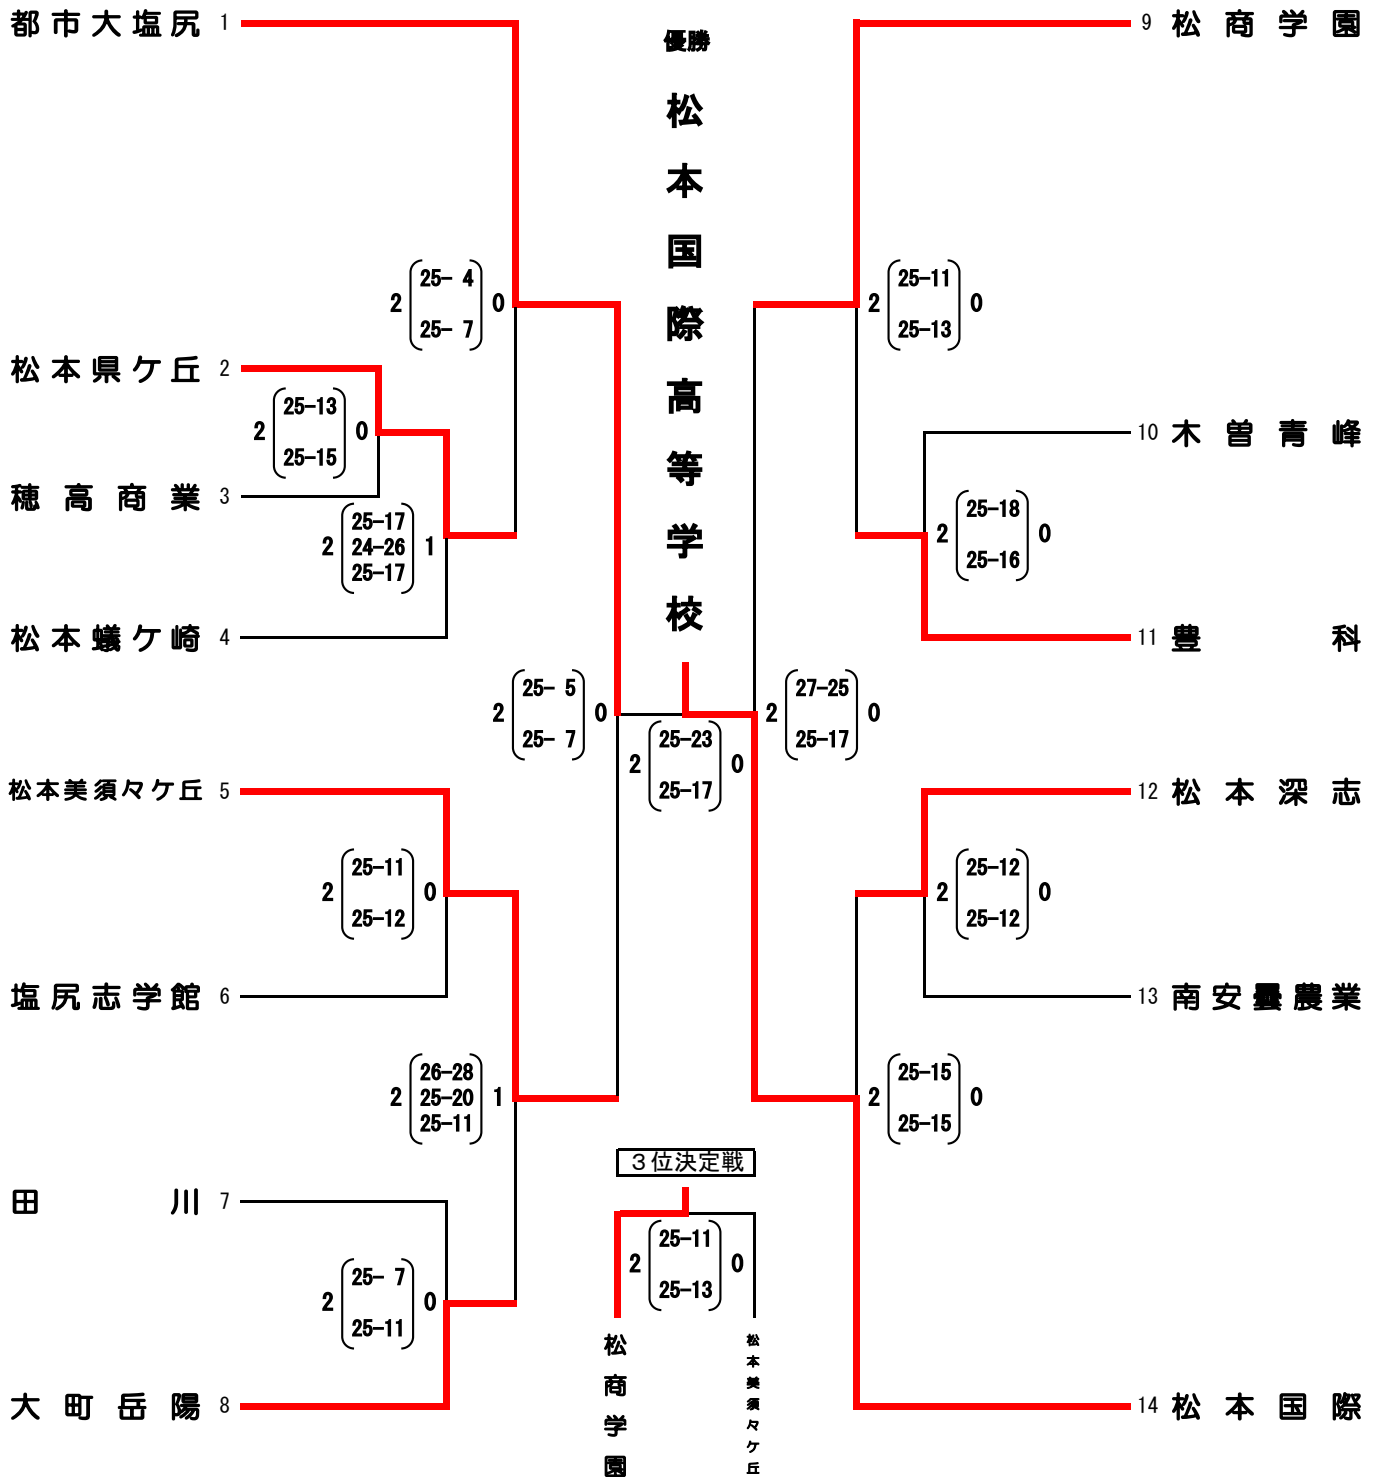 都市大塩尻 1
優勝
松本国際高等学校
9 松商学園
2 25- 4 0
25- 7
2 25-11 0
25-13
松本県ケ丘 2
2 25-13 0
25-15
穂高商業 3
10 木曽青峰
2 25-17 1
24-26
25-17
2 25-18 0
25-16
松本蟻ケ崎 4
11 豊科
2 25- 5 0
25- 7
2 25-23 0
25-17
2 27-25 0
25-17
松本美須々ケ丘 5
12 松本深志
2 25-11 0
25-12
2 25-12 0
25-12
塩尻志学館 6
13 南安曇農業
2 26-28 1
25-20
25-11
2 25-15 0
25-15
3位決定戦
田川 7
2 25-11 0
25-13
2 25- 7 0
25-11
松商学園
松本美須々ケ丘
大町岳陽 8
14 松本国際